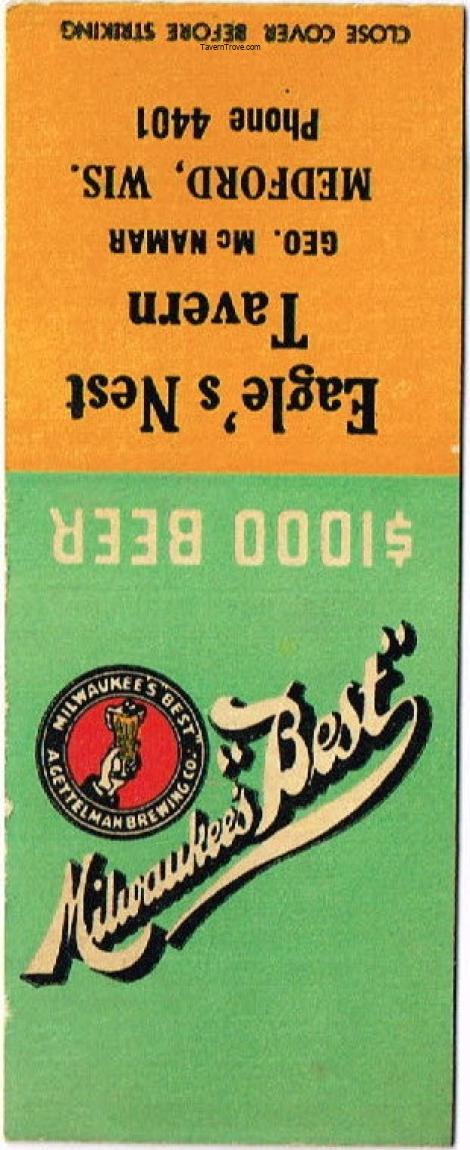 CLOSE COVER BEFORE STRIKING
TavernTrove.com
Eagle's Nest
Tavern
GEO. Mc NAMAR
MEDFORD, WIS.
Phone 4401
$1000 BEER
Milwaukee's "Best"
MILWAUKEE'S "BEST"
A. GETTELMAN BREWING CO.